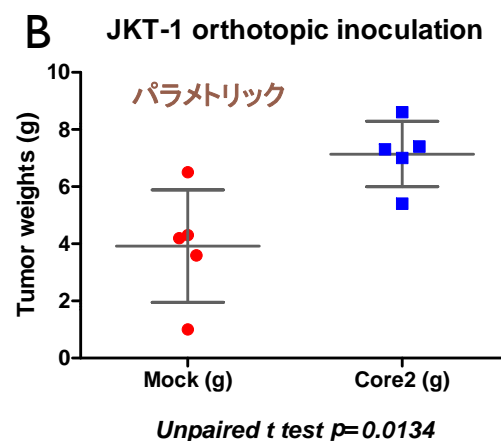 B
JKT-1 orthotopic inoculation
パラメトリック
Tumor weights (g)
10
8
6
4
2
0
Mock (g)
Core2 (g)
Unpaired t test p=0.0134